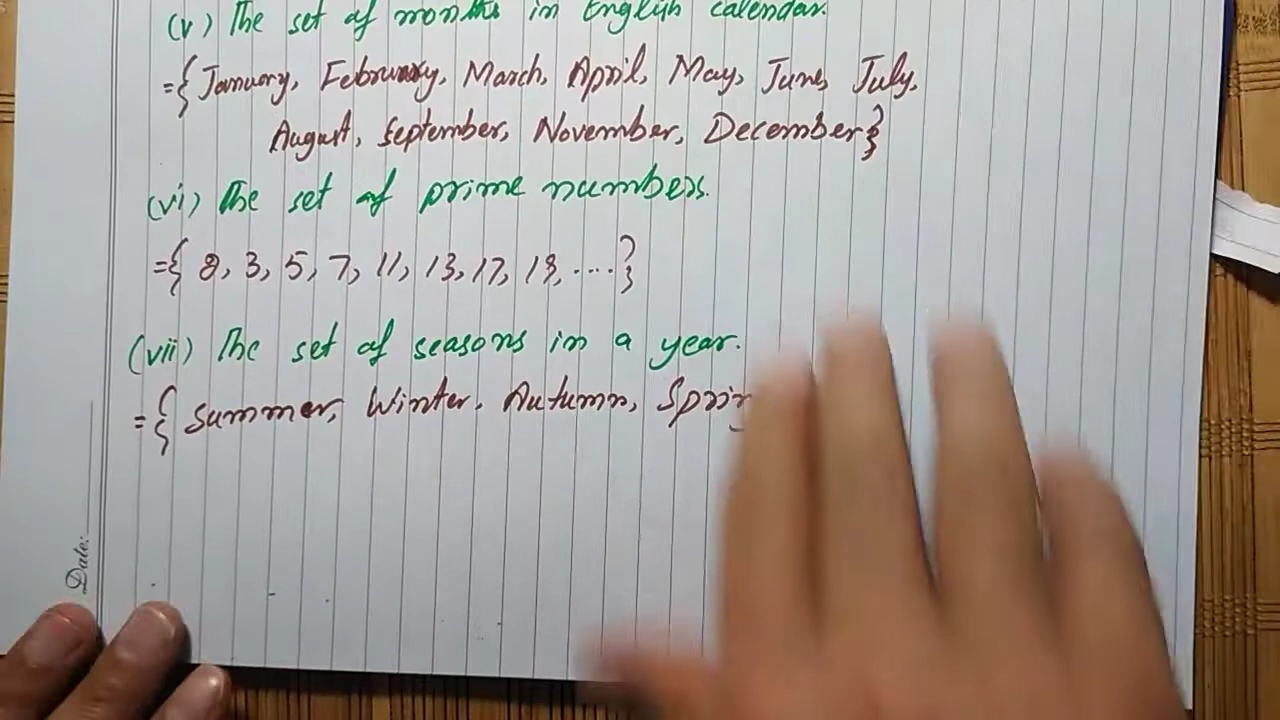 (v) The set of months in English calendar.
={January, February, March, April, May, June, July,
August, September, November, December}
(vi) The set of prime numbers.
={ 2, 3, 5, 7, 11, 13, 17, 19, ....}
(vii) The set of seasons in a year.
={ Summer, Winter, Autumn, Spring
Date: